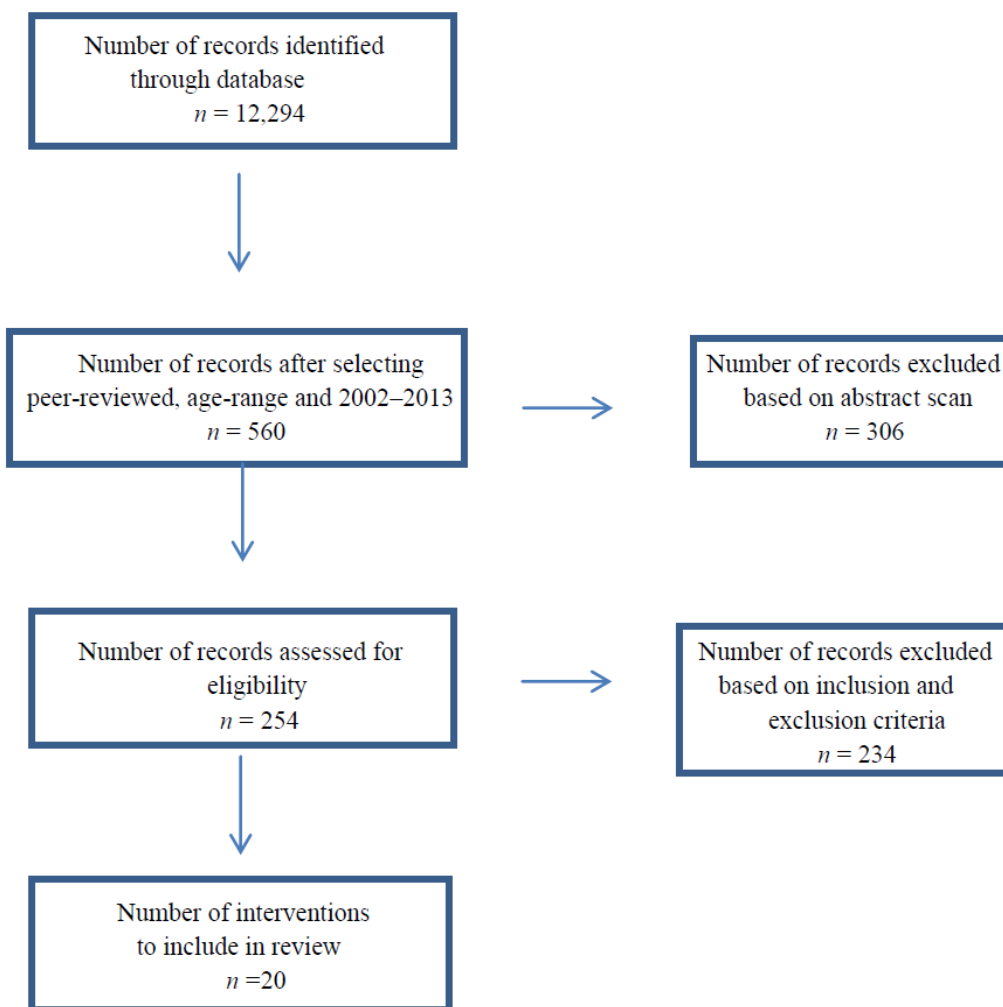 Number of records identified
through database
n = 12,294
Number of records after selecting
peer-reviewed, age-range and 2002–2013
n = 560
Number of records excluded
based on abstract scan
n = 306
Number of records assessed for
eligibility
n = 254
Number of records excluded
based on inclusion and
exclusion criteria
n = 234
Number of interventions
to include in review
n =20